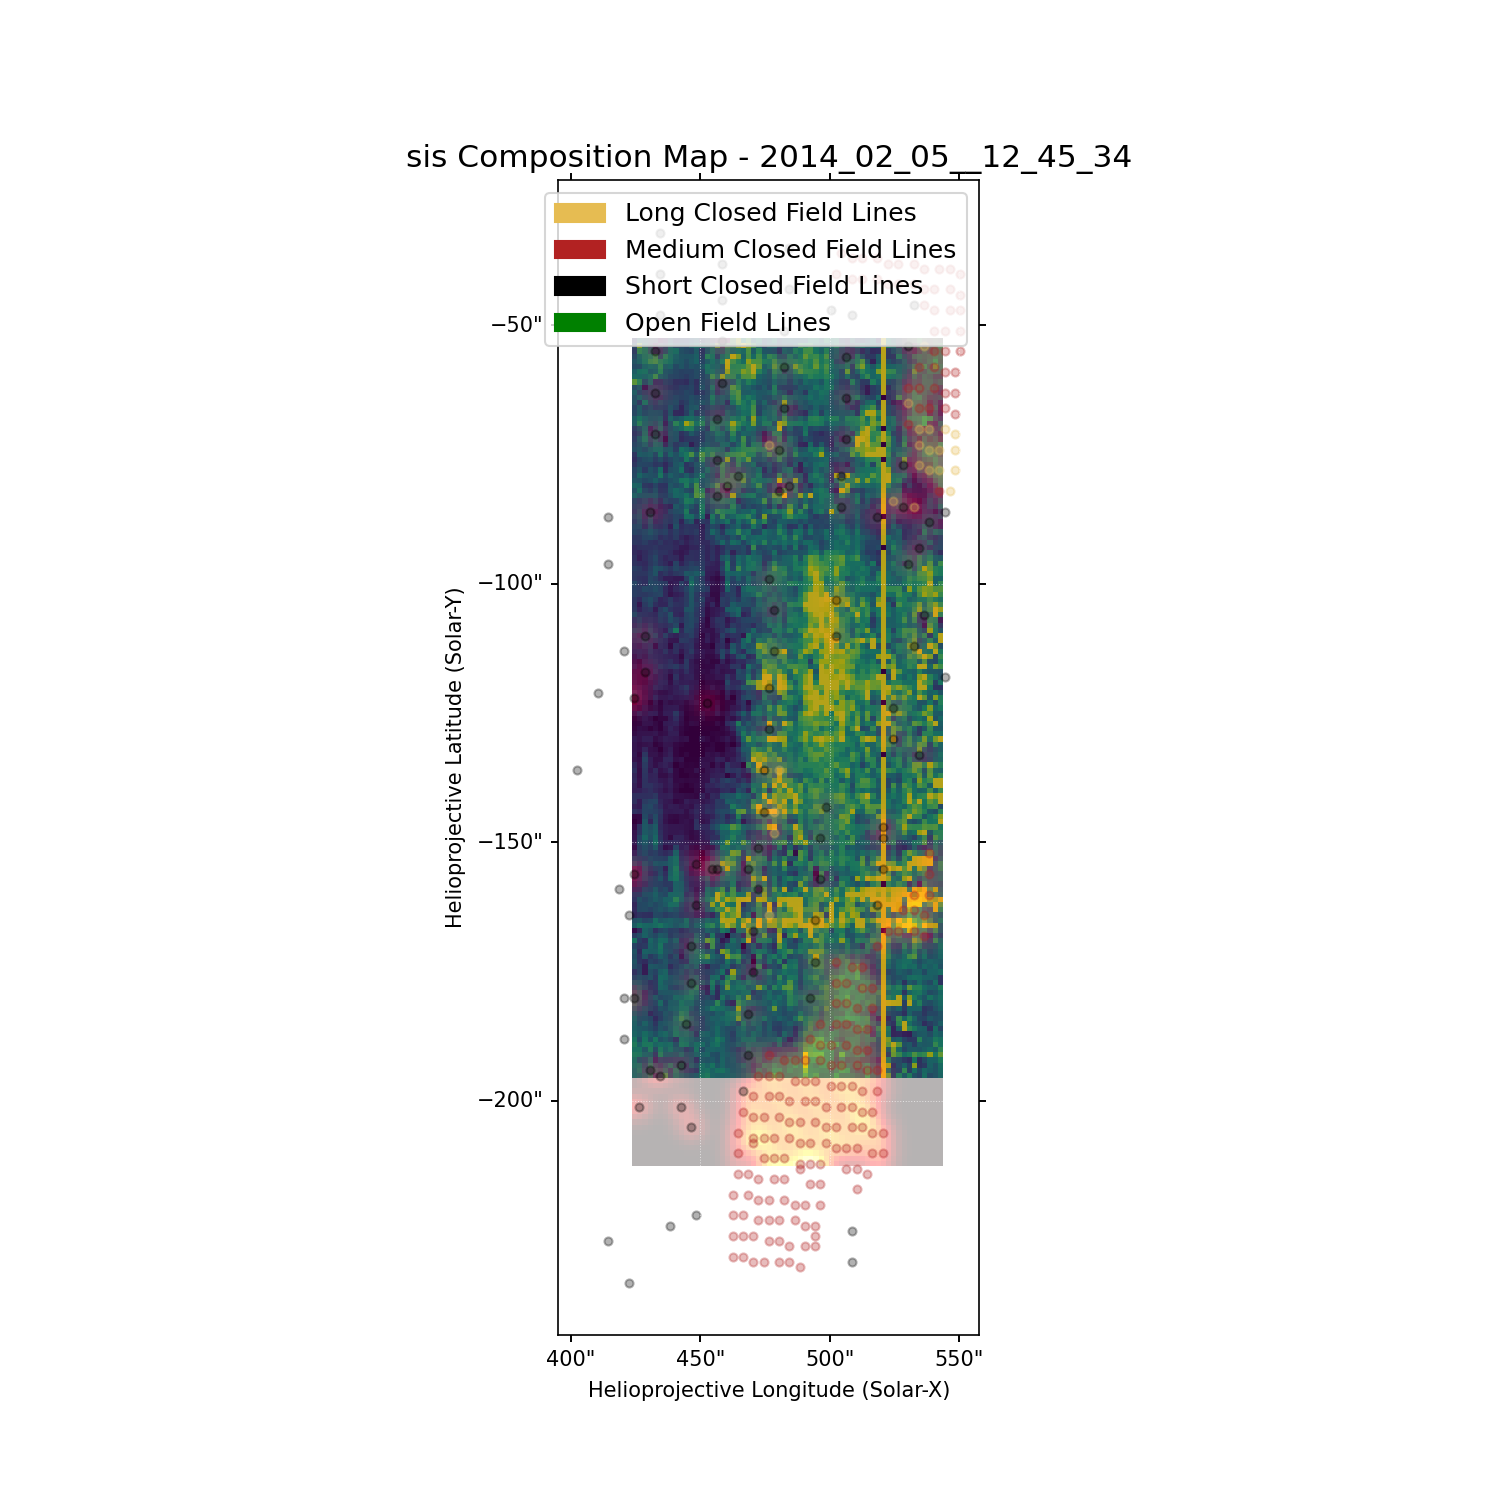 sis Composition Map - 2014_02_05__12_45_34
Long Closed Field Lines
Medium Closed Field Lines
Short Closed Field Lines
Open Field Lines
−50"
−100"
−150"
−200"
Helioprojective Latitude (Solar-Y)
400" 450" 500" 550"
Helioprojective Longitude (Solar-X)